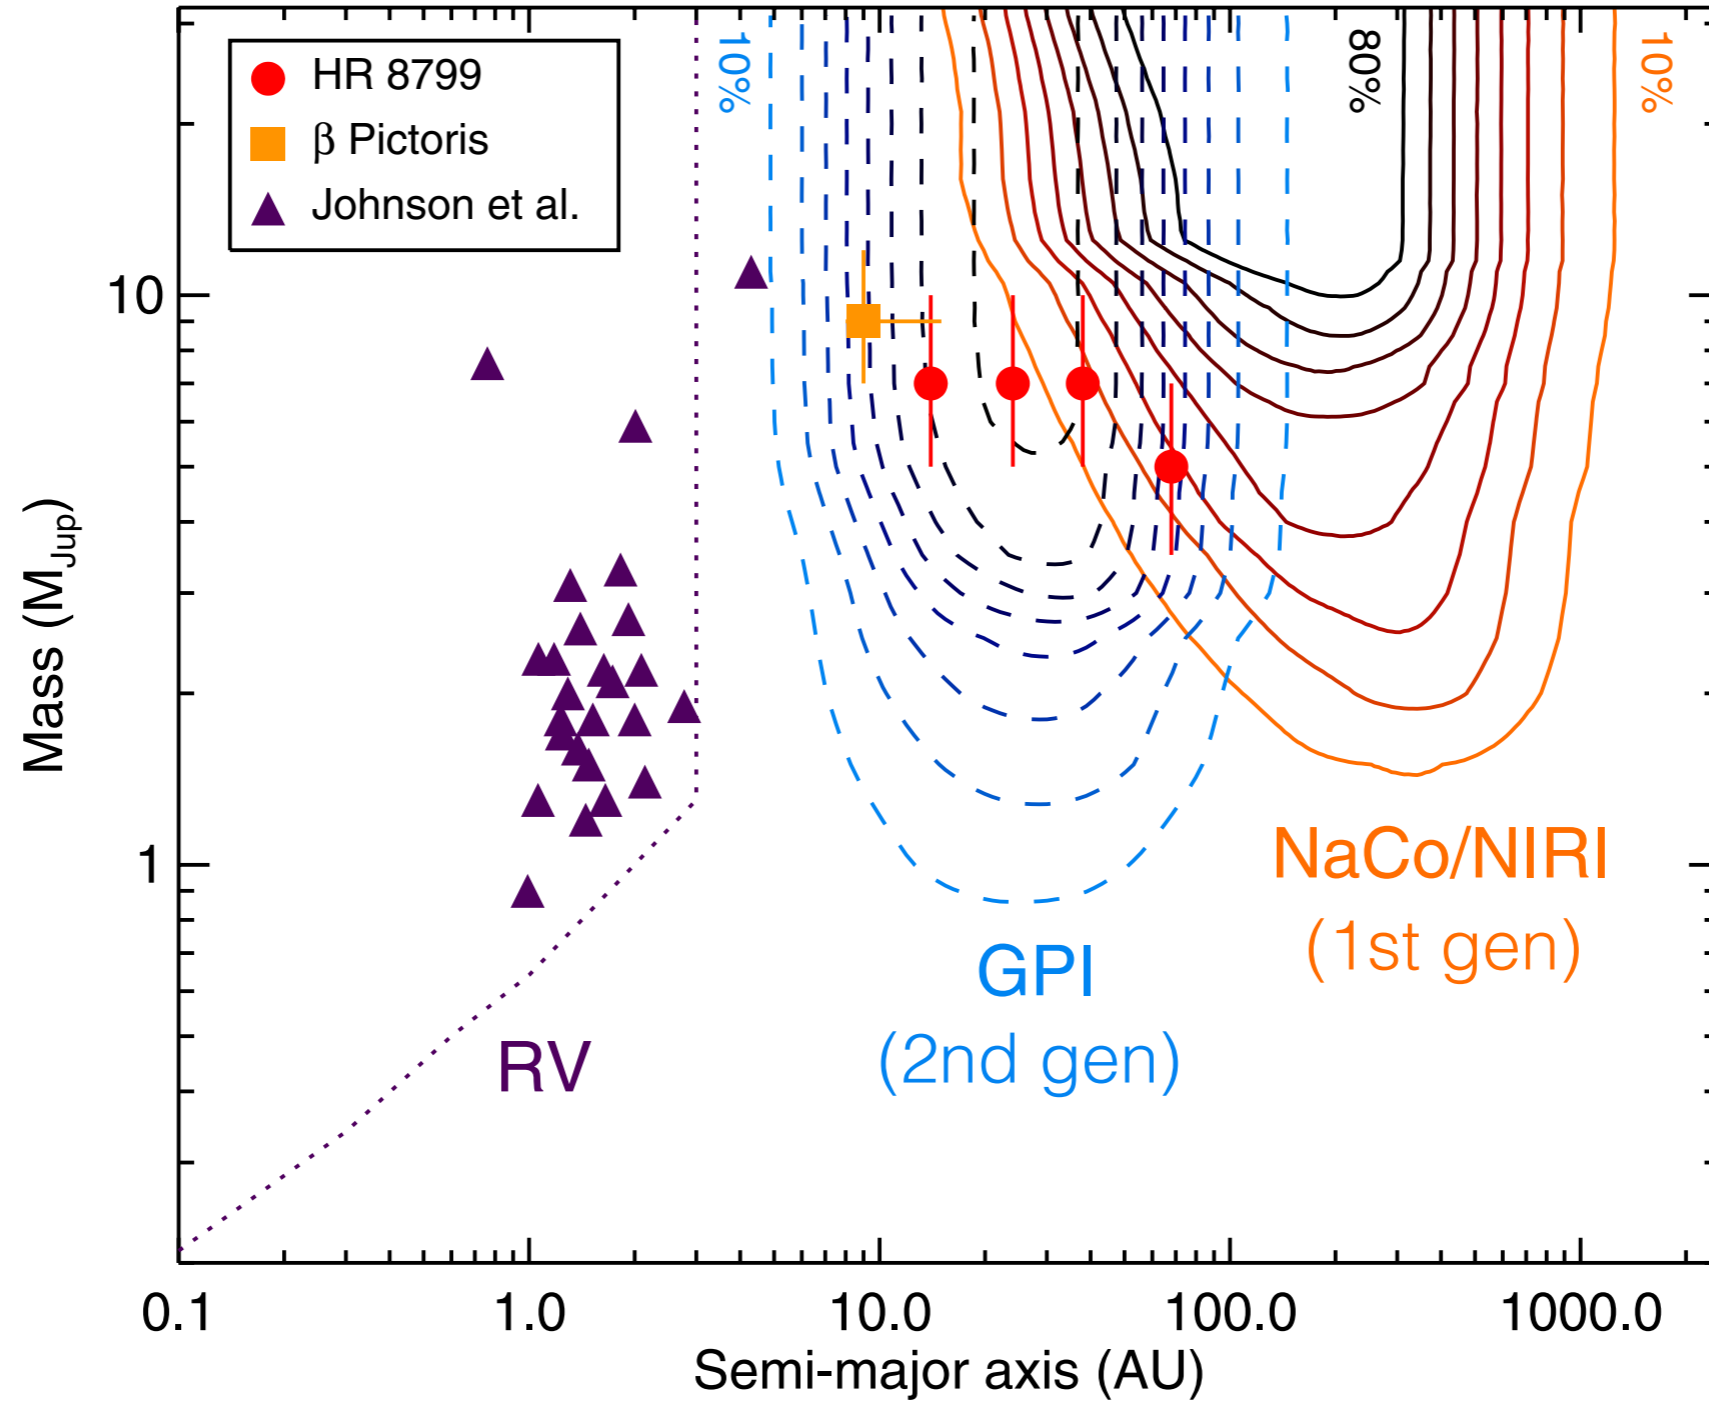 HR 8799
β Pictoris
Johnson et al.
10%
80%
10%
10
1
Mass (MJup)
NaCo/NIRI
(1st gen)
GPI
(2nd gen)
RV
0.1 1.0 10.0 100.0 1000.0
Semi-major axis (AU)